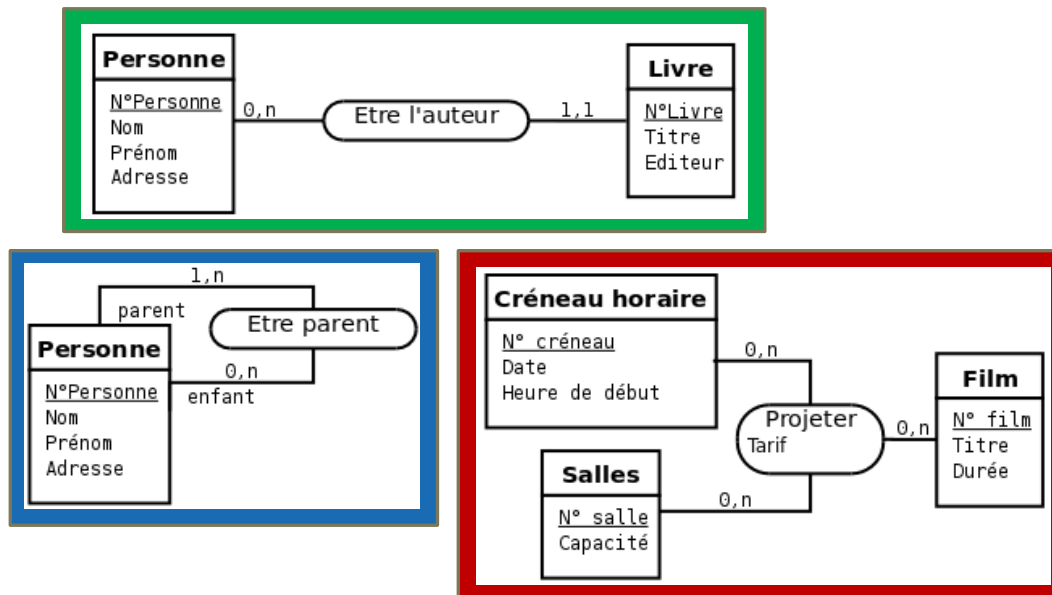 Personne
N°Personne
Nom
Prénom
Adresse
0,n
Etre l'auteur
1,1
Livre
N°Livre
Titre
Editeur
1,n
parent
Etre parent
Personne
0,n
enfant
N°Personne
Nom
Prénom
Adresse
Créneau horaire
N° créneau
Date
Heure de début
0,n
Projeter
Tarif
0,n
Film
N° film
Titre
Durée
Salles
0,n
N° salle
Capacité